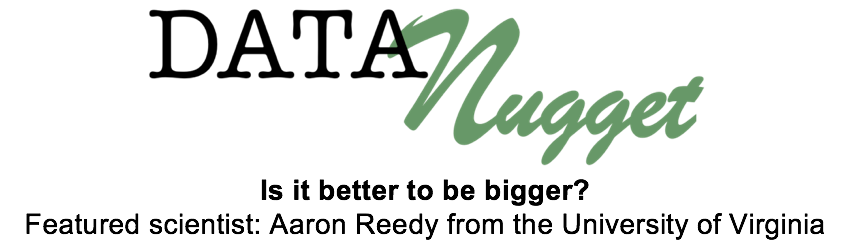 DATA Nugget
Is it better to be bigger?
Featured scientist: Aaron Reedy from the University of Virginia